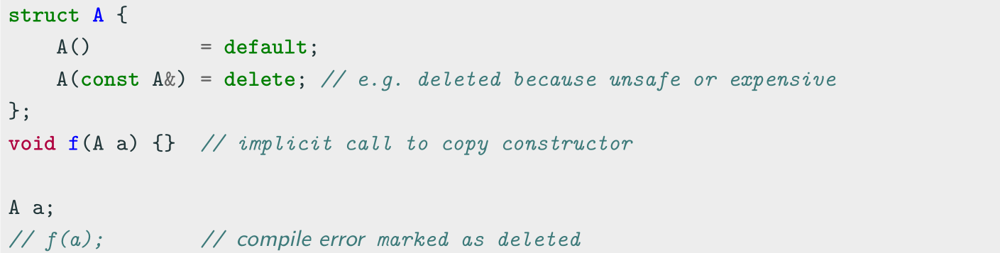 struct A {
    A()         = default;
    A(const A&) = delete; // e.g. deleted because unsafe or expensive
};
void f(A a) {}  // implicit call to copy constructor

A a;
// f(a);        // compile error marked as deleted